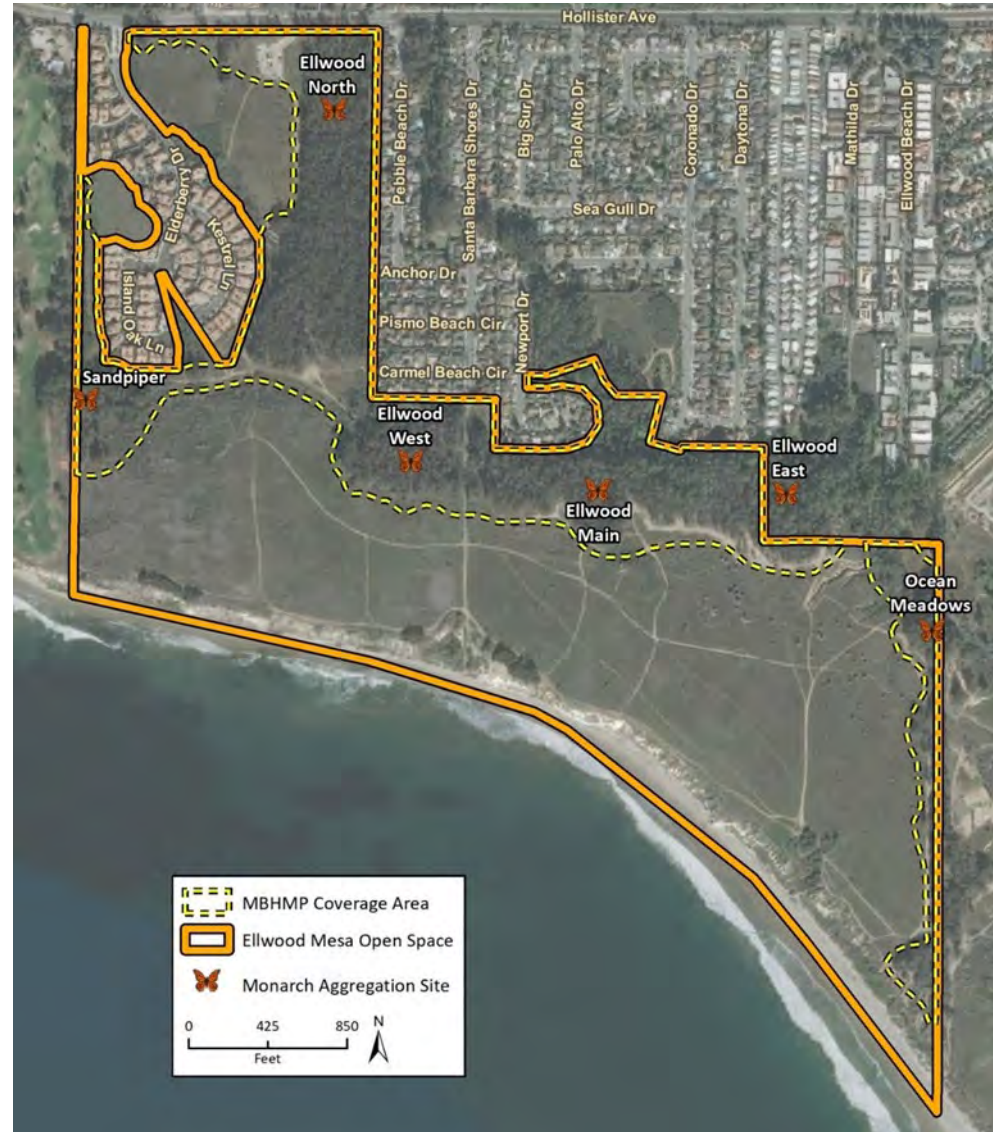 Hollister Ave
Ellwood
North
Pebble Beach Dr
Santa Barbara Shores Dr
Big Sur Dr
Palo Alto Dr
Coronado Dr
Daytona Dr
Mathilda Dr
Ellwood Beach Dr
Elderberry Dr
Kestrel Ln
Sea Gull Dr
Island Oak Ln
Anchor Dr
Pismo Beach Cir
Newport Dr
Carmel Beach Cir
Sandpiper
Ellwood
West
Ellwood
East
Ellwood
Main
Ocean
Meadows
MBHMP Coverage Area
Ellwood Mesa Open Space
Monarch Aggregation Site
0 425 850
Feet
N